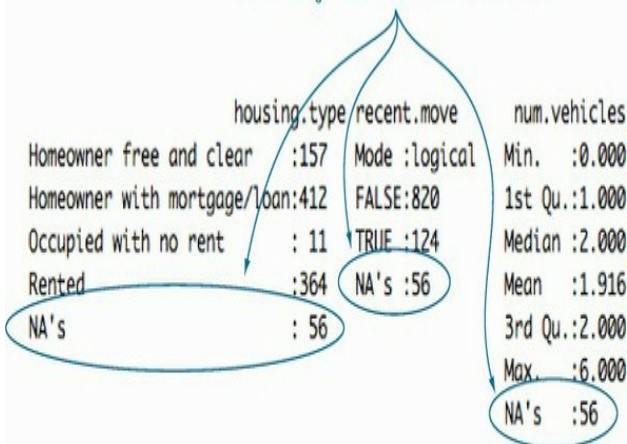 housing.type recent.move num.vehicles
Homeowner free and clear :157 Mode :logical Min. :0.000
Homeowner with mortgage/loan:412 FALSE:820 1st Qu.:1.000
Occupied with no rent : 11 TRUE :124 Median :2.000
Rented :364 NA's :56 Mean :1.916
NA's : 56 3rd Qu.:2.000
Max. :6.000
NA's :56